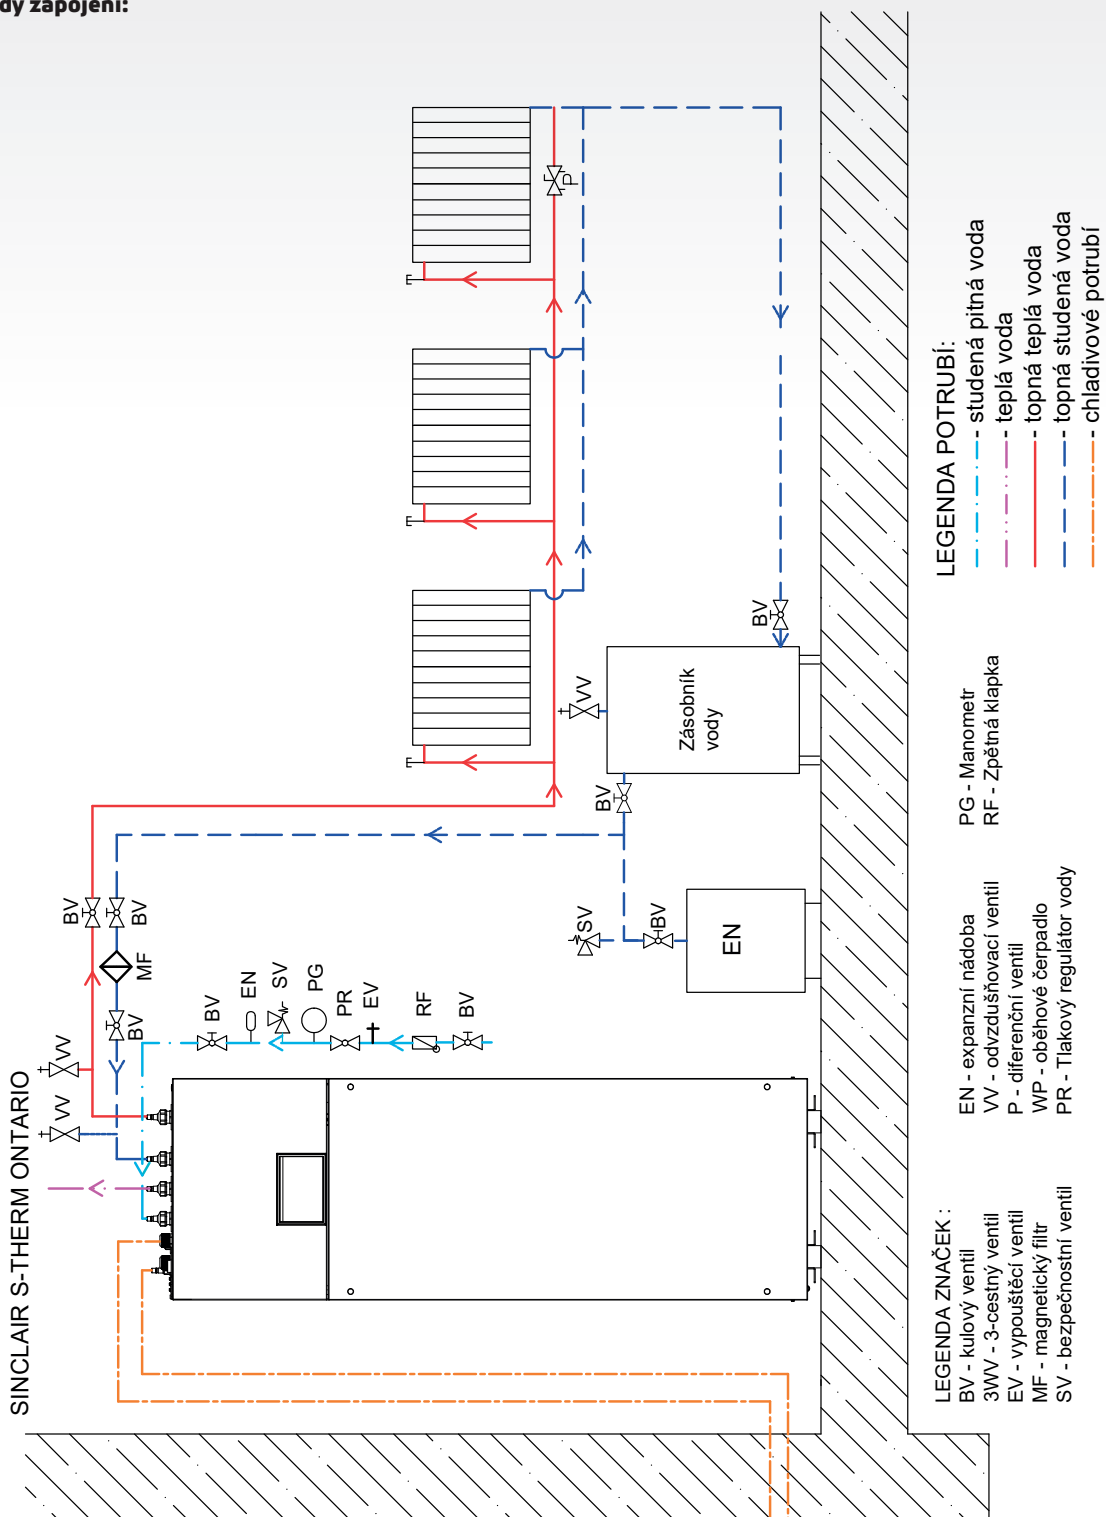 dy zapojení:
SINCLAIR S-THERM ONTARIO
VV
VV
BV
BV
MF
BV
BV
EN
SV
PG
PR
EV
RF
BV
P
SV
BV
EN
BV
VV
Zásobník
vody
BV
LEGENDA ZNAČEK :
BV - kulový ventil
3WV - 3-cestný ventil
EV - vypouštěcí ventil
MF - magnetický filtr
SV - bezpečnostní ventil
EN - expanzní nádoba
VV - odvzdušňovací ventil
P - diferenční ventil
WP - oběhové čerpadlo
PR - Tlakový regulátor vody
PG - Manometr
RF - Zpětná klapka
LEGENDA POTRUBÍ:
- studená pitná voda
- teplá voda
- topná teplá voda
- topná studená voda
- chladivové potrubí